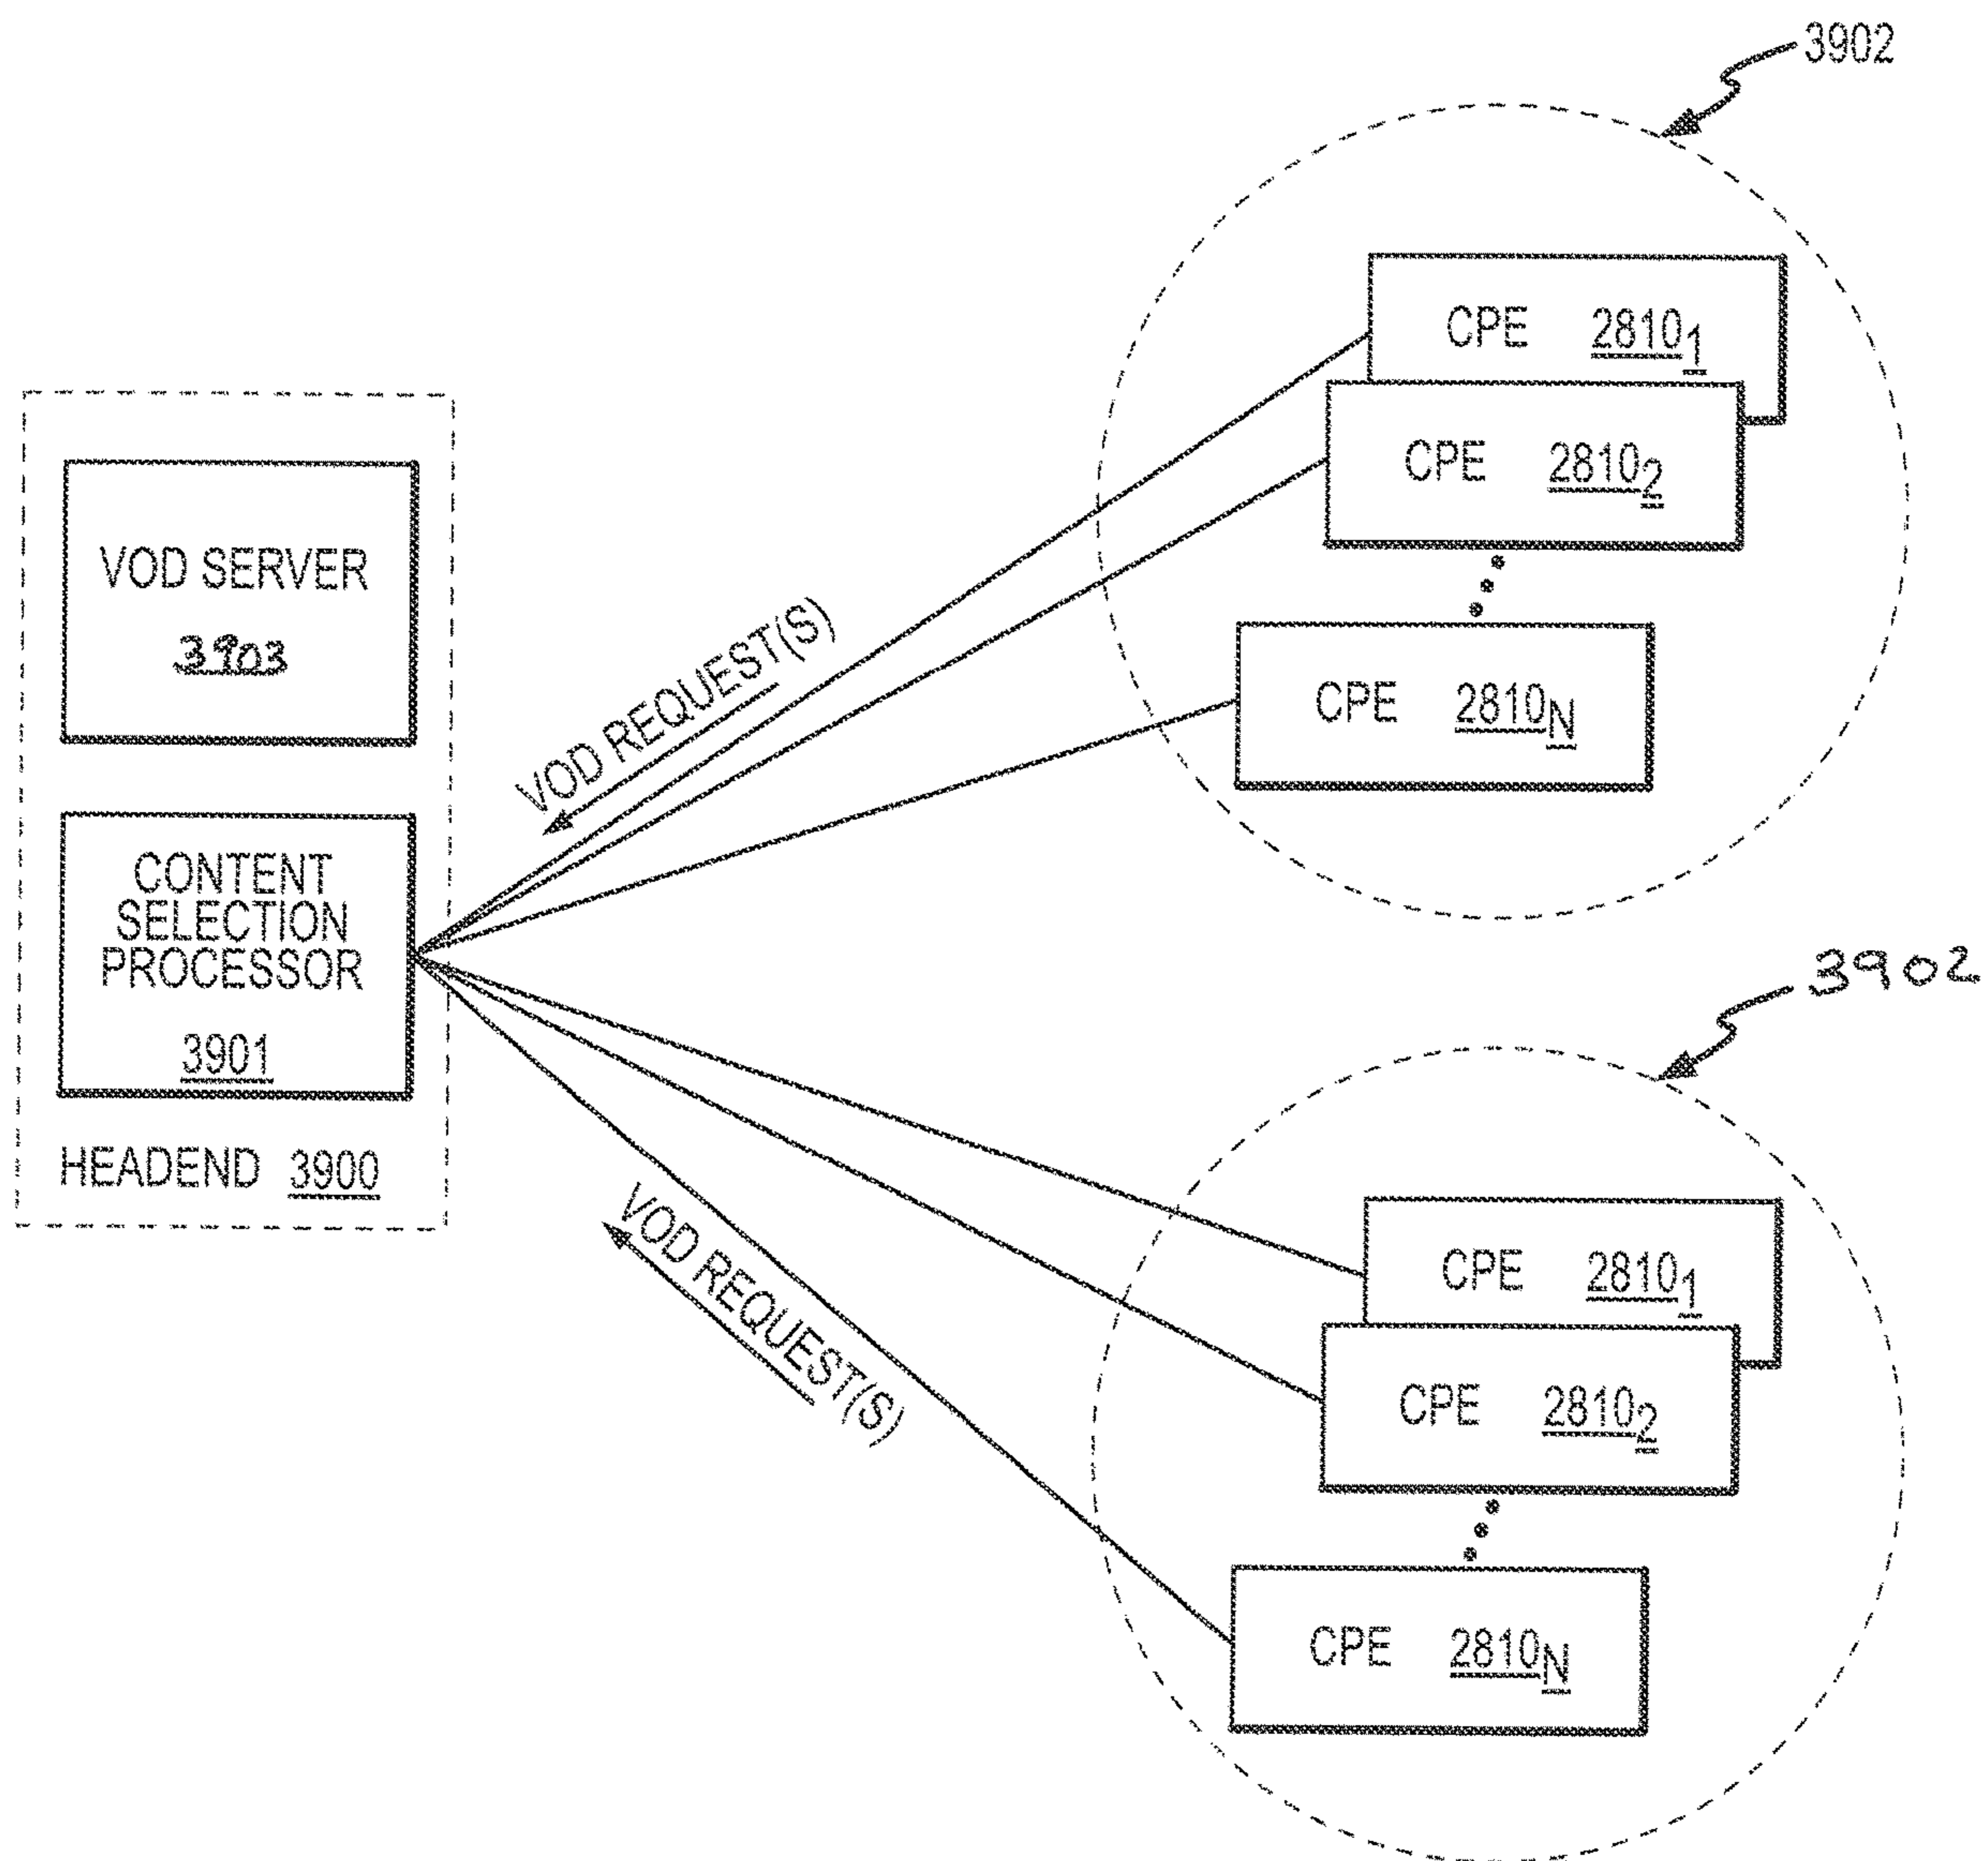 3902
CPE 2810₁
CPE 2810₂
CPE 2810N
VOD REQUEST(S)
VOD SERVER
3903
CONTENT
SELECTION
PROCESSOR
3901
HEADEND 3900
VOD REQUEST(S)
3902
CPE 2810₁
CPE 2810₂
CPE 2810N